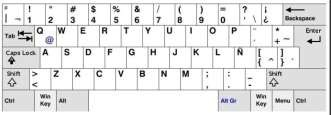 ! " # $ % & / ( ) = ? ¡
| 1 2 3 4 5 6 7 8 9 0 ' \ ¿ Backspace
Tab Q W E R T Y U I O P ¨ * Enter
@ ´ + ~
Caps Lock A S D F G H J K L Ñ [ ]
{ ^ } `
Shift > Z X C V B N M ; : _ Shift
< , . -
Ctrl Win Key Alt Alt Gr Win Key Menu Ctrl